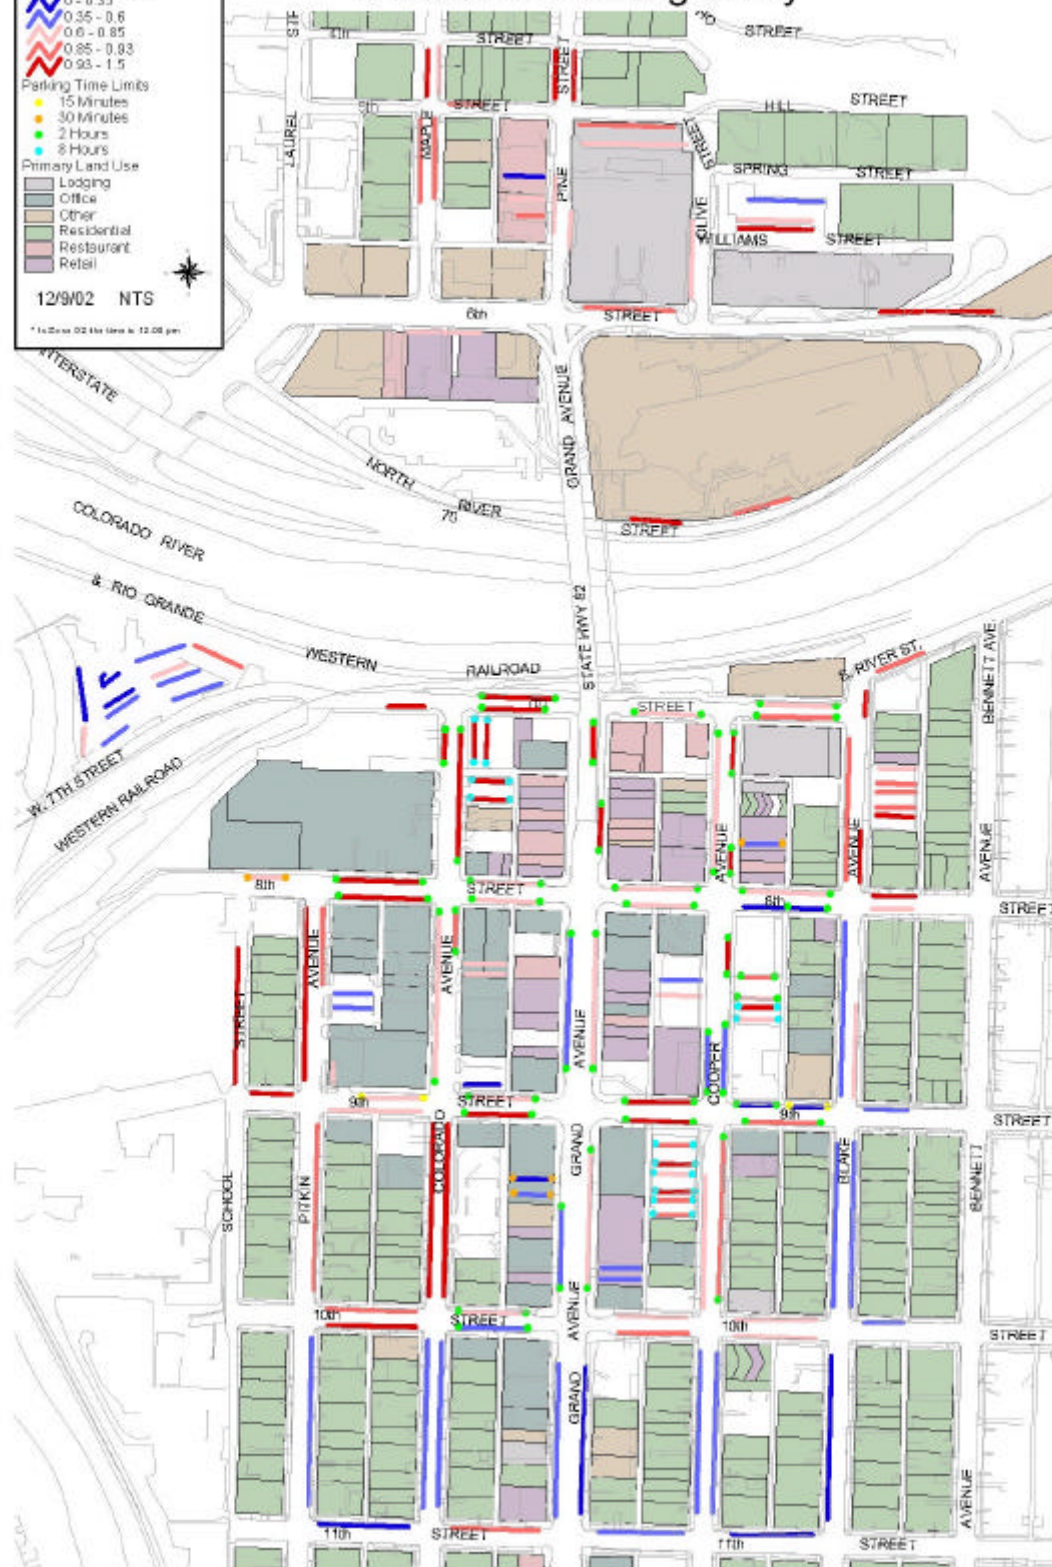 0.35 - 0.6
0.6 - 0.85
0.85 - 0.93
0.93 - 1.5
Parking Time Limits
15 Minutes
30 Minutes
2 Hours
8 Hours
Primary Land Use
Lodging
Office
Other
Residential
Restaurant
Retail
12/9/02 NTS
STREET
STREET
STREET
9th
STREET
HILL
STREET
LAUREL
MAPLE
STREET
SPRING
STREET
PINE
OLIVE
WILLIAMS
STREET
6th
STREET
INTERSTATE
GRAND AVENUE
NORTH
RIVER
70
STREET
COLORADO RIVER
& RIO GRANDE
WESTERN
RAILROAD
STATE HWY 82
S. RIVER ST.
BENNETT AVE.
STREET
W. 7TH STREET
WESTERN RAILROAD
AVENUE
AVENUE
AVENUE
8th
STREET
STREET
AVENUE
AVENUE
STREET
AVENUE
COOPER
9th
STREET
9th
STREET
COLORADO
GRAND
BLAKE
BENNETT
SCHOOL
PITKIN
10th
STREET
AVENUE
10th
STREET
GRAND
AVENUE
11th
STREET
11th
STREET